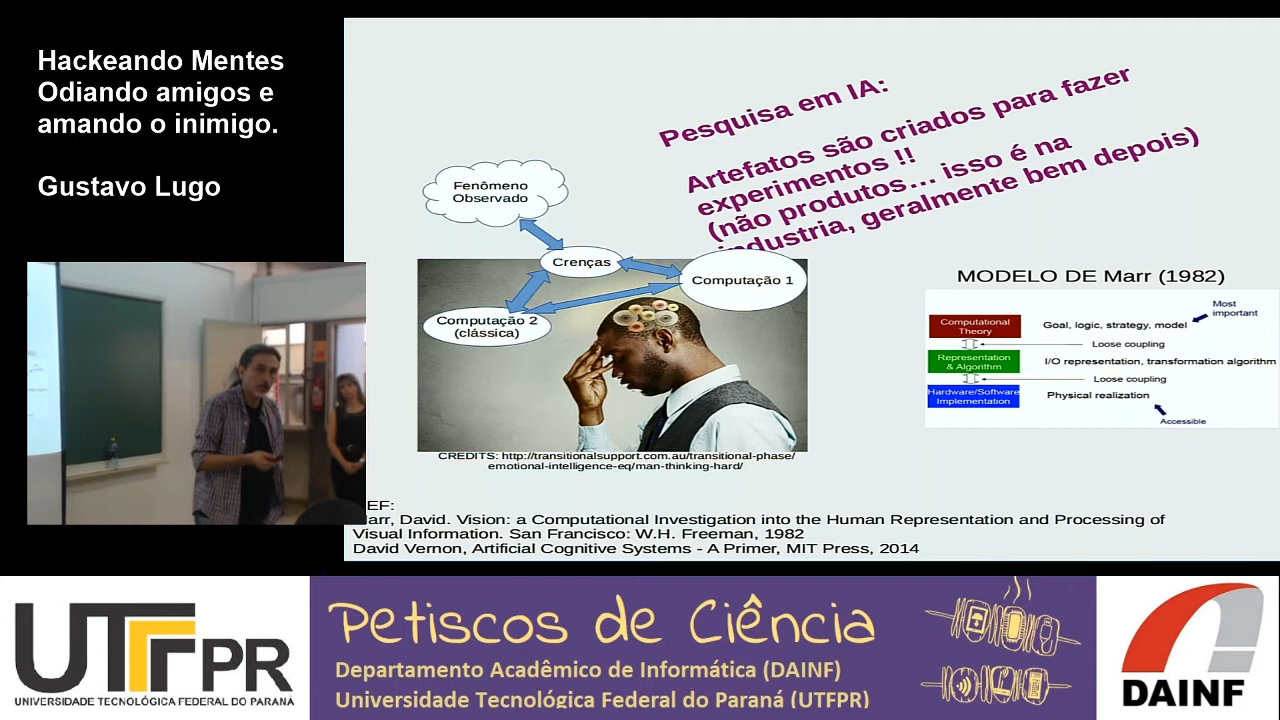 Hackeando Mentes
Odiando amigos e
amando o inimigo.
Gustavo Lugo
Pesquisa em IA:
Artefatos são criados para fazer
experimentos !!
(não produtos... isso é na
industria, geralmente bem depois)
Fenômeno
Observado
Crenças
Computação 1
Computação 2
(clássica)
CREDITS: http://transitionalsupport.com.au/transitional-phase/
emotional-intelligence-eq/man-thinking-hard/
MODELO DE Marr (1982)
Most
important
Computational
Theory
Goal, logic, strategy, model
Loose coupling
Representation
& Algorithm
I/O representation, transformation algorithm
Loose coupling
Hardware/Software
Implementation
Physical realization
Accessible
EF:
arr, David. Vision: a Computational Investigation into the Human Representation and Processing of
Visual Information. San Francisco: W.H. Freeman, 1982
David Vernon, Artificial Cognitive Systems - A Primer, MIT Press, 2014
UTFPR
UNIVERSIDADE TECNOLÓGICA FEDERAL DO PARANÁ
Petiscos de Ciência
Departamento Acadêmico de Informática (DAINF)
Universidade Tecnológica Federal do Paraná (UTFPR)
DAINF